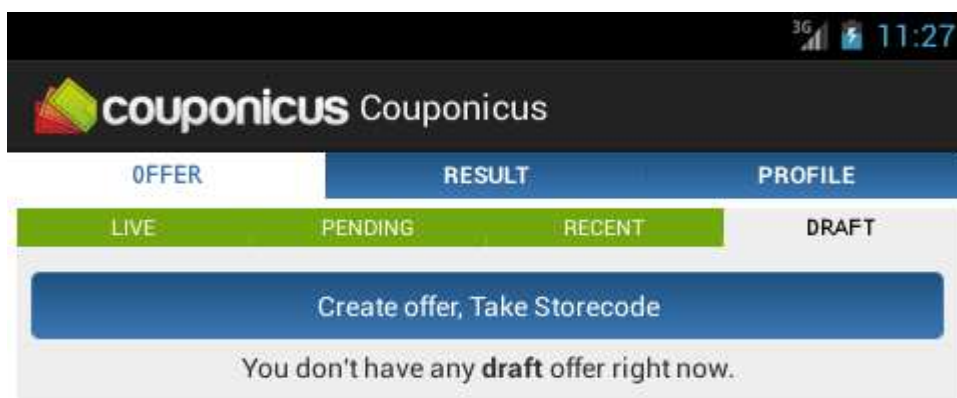 3G 11:27
couponicus Couponicus
OFFER RESULT PROFILE
LIVE PENDING RECENT DRAFT
Create offer, Take Storecode
You don't have any draft offer right now.